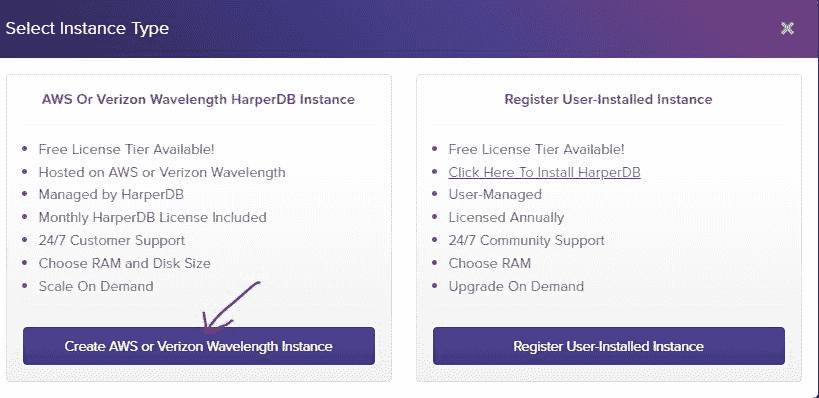 Select Instance Type
AWS Or Verizon Wavelength HarperDB Instance
Free License Tier Available!
Hosted on AWS or Verizon Wavelength
Managed by HarperDB
Monthly HarperDB License Included
24/7 Customer Support
Choose RAM and Disk Size
Scale On Demand
Create AWS or Verizon Wavelength Instance
Register User-Installed Instance
Free License Tier Available!
Click Here To Install HarperDB
User-Managed
Licensed Annually
24/7 Community Support
Choose RAM
Upgrade On Demand
Register User-Installed Instance